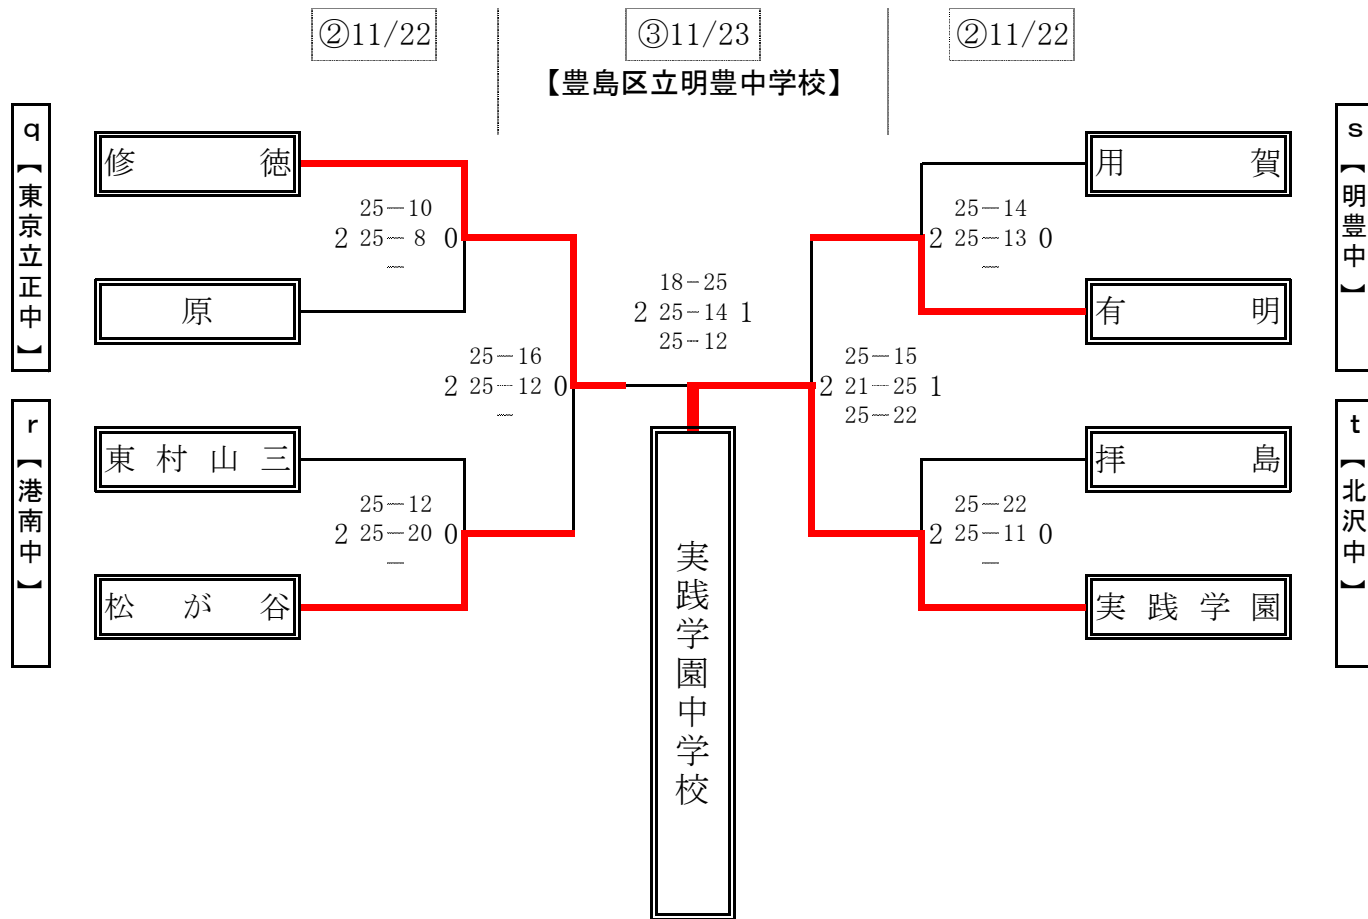 ②11/22
③11/23
②11/22
【豊島区立明豊中学校】
q【東京立正中】
修徳
25―10
2 25― 8 0
―
原
25―16
2 25―12 0
―
r【港南中】
東村山三
25―12
2 25―20 0
―
松が谷
18-25
2 25-14 1
25-12
実践学園中学校
s【明豊中】
用賀
25―14
2 25―13 0
―
有明
25―15
2 21―25 1
25―22
t【北沢中】
拝島
25―22
2 25―11 0
―
実践学園